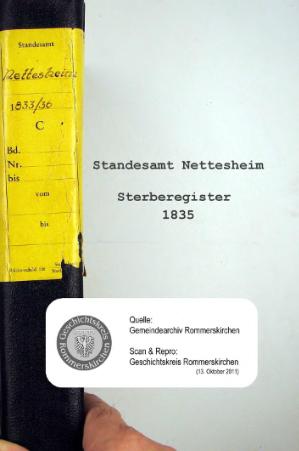 Standesamt
Nettesheim
1833/36
C
Bd.
Nr.
bis
vom
bis
Standesamt Nettesheim
Sterberegister
1835
Geschichtskreis
Rommerskirchen
Quelle:
Gemeindearchiv Rommerskirchen
Scan & Repro:
Geschichtskreis Rommerskirchen
(13. Oktober 2011)